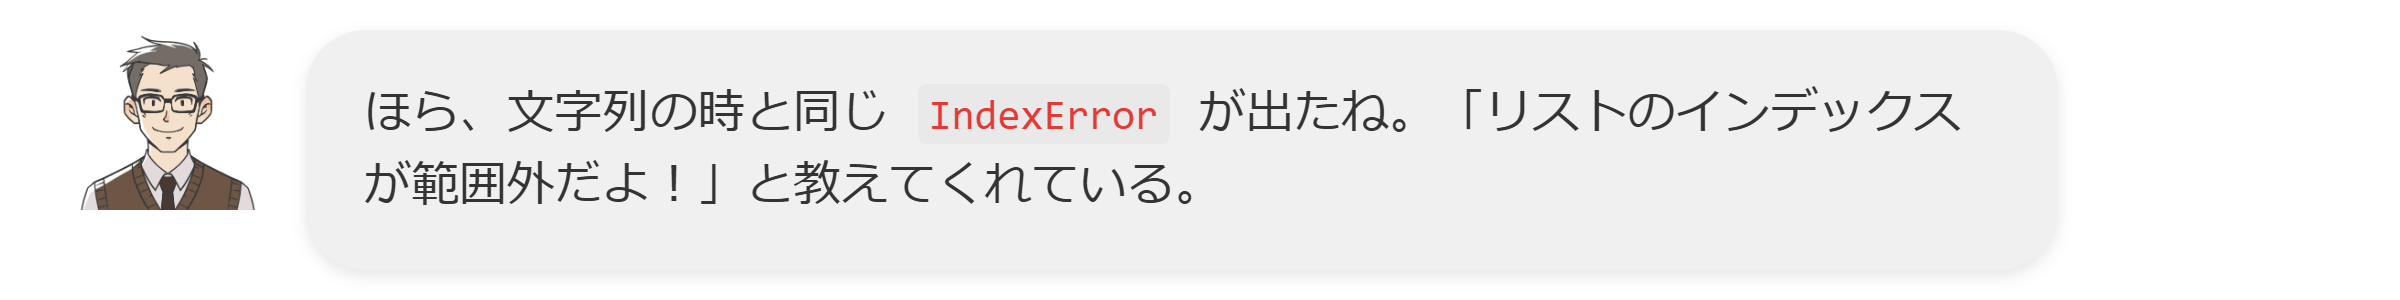 ほら、文字列の時と同じ IndexError が出たね。「リストのインデックス
が範囲外だよ！」と教えてくれている。